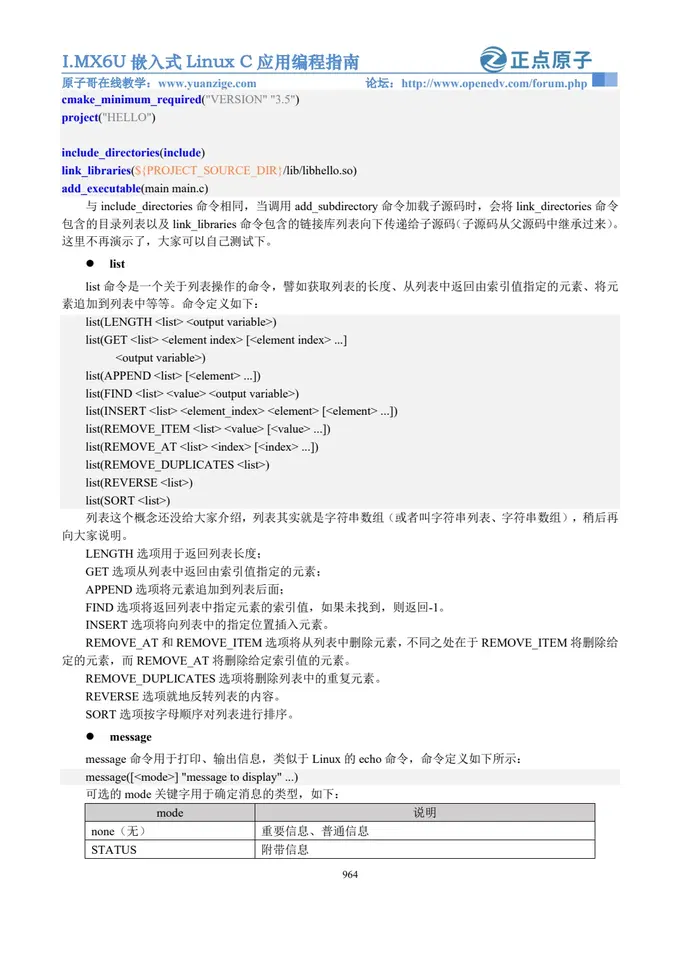 I.MX6U 嵌入式 Linux C 应用编程指南
正点原子
原子哥在线教学：www.yuanzige.com
论坛：http://www.openedv.com/forum.php
cmake_minimum_required("VERSION" "3.5")
project("HELLO")
include_directories(include)
link_libraries(${PROJECT_SOURCE_DIR}/lib/libhello.so)
add_executable(main main.c)
与 include_directories 命令相同，当调用 add_subdirectory 命令加载子源码时，会将 link_directories 命令
包含的目录列表以及 link_libraries 命令包含的链接库列表向下传递给子源码（子源码从父源码中继承过来）。
这里不再演示了，大家可以自己测试下。
● list
list 命令是一个关于列表操作的命令，譬如获取列表的长度、从列表中返回由索引值指定的元素、将元
素追加到列表中等等。命令定义如下：
list(LENGTH <list> <output variable>)
list(GET <list> <element index> [<element index> ...]
<output variable>)
list(APPEND <list> [<element> ...])
list(FIND <list> <value> <output variable>)
list(INSERT <list> <element_index> <element> [<element> ...])
list(REMOVE_ITEM <list> <value> [<value> ...])
list(REMOVE_AT <list> <index> [<index> ...])
list(REMOVE_DUPLICATES <list>)
list(REVERSE <list>)
list(SORT <list>)
列表这个概念还没给大家介绍，列表其实就是字符串数组（或者叫字符串列表、字符串数组），稍后再
向大家说明。
LENGTH 选项用于返回列表长度；
GET 选项从列表中返回由索引值指定的元素；
APPEND 选项将元素追加到列表后面；
FIND 选项将返回列表中指定元素的索引值，如果未找到，则返回-1。
INSERT 选项将向列表中的指定位置插入元素。
REMOVE_AT 和 REMOVE_ITEM 选项将从列表中删除元素，不同之处在于 REMOVE_ITEM 将删除给
定的元素，而 REMOVE_AT 将删除给定索引值的元素。
REMOVE_DUPLICATES 选项将删除列表中的重复元素。
REVERSE 选项就地反转列表的内容。
SORT 选项按字母顺序对列表进行排序。
● message
message 命令用于打印、输出信息，类似于 Linux 的 echo 命令，命令定义如下所示：
message([<mode>] "message to display" ...)
可选的 mode 关键字用于确定消息的类型，如下：
mode 说明
none（无） 重要信息、普通信息
STATUS 附带信息
964